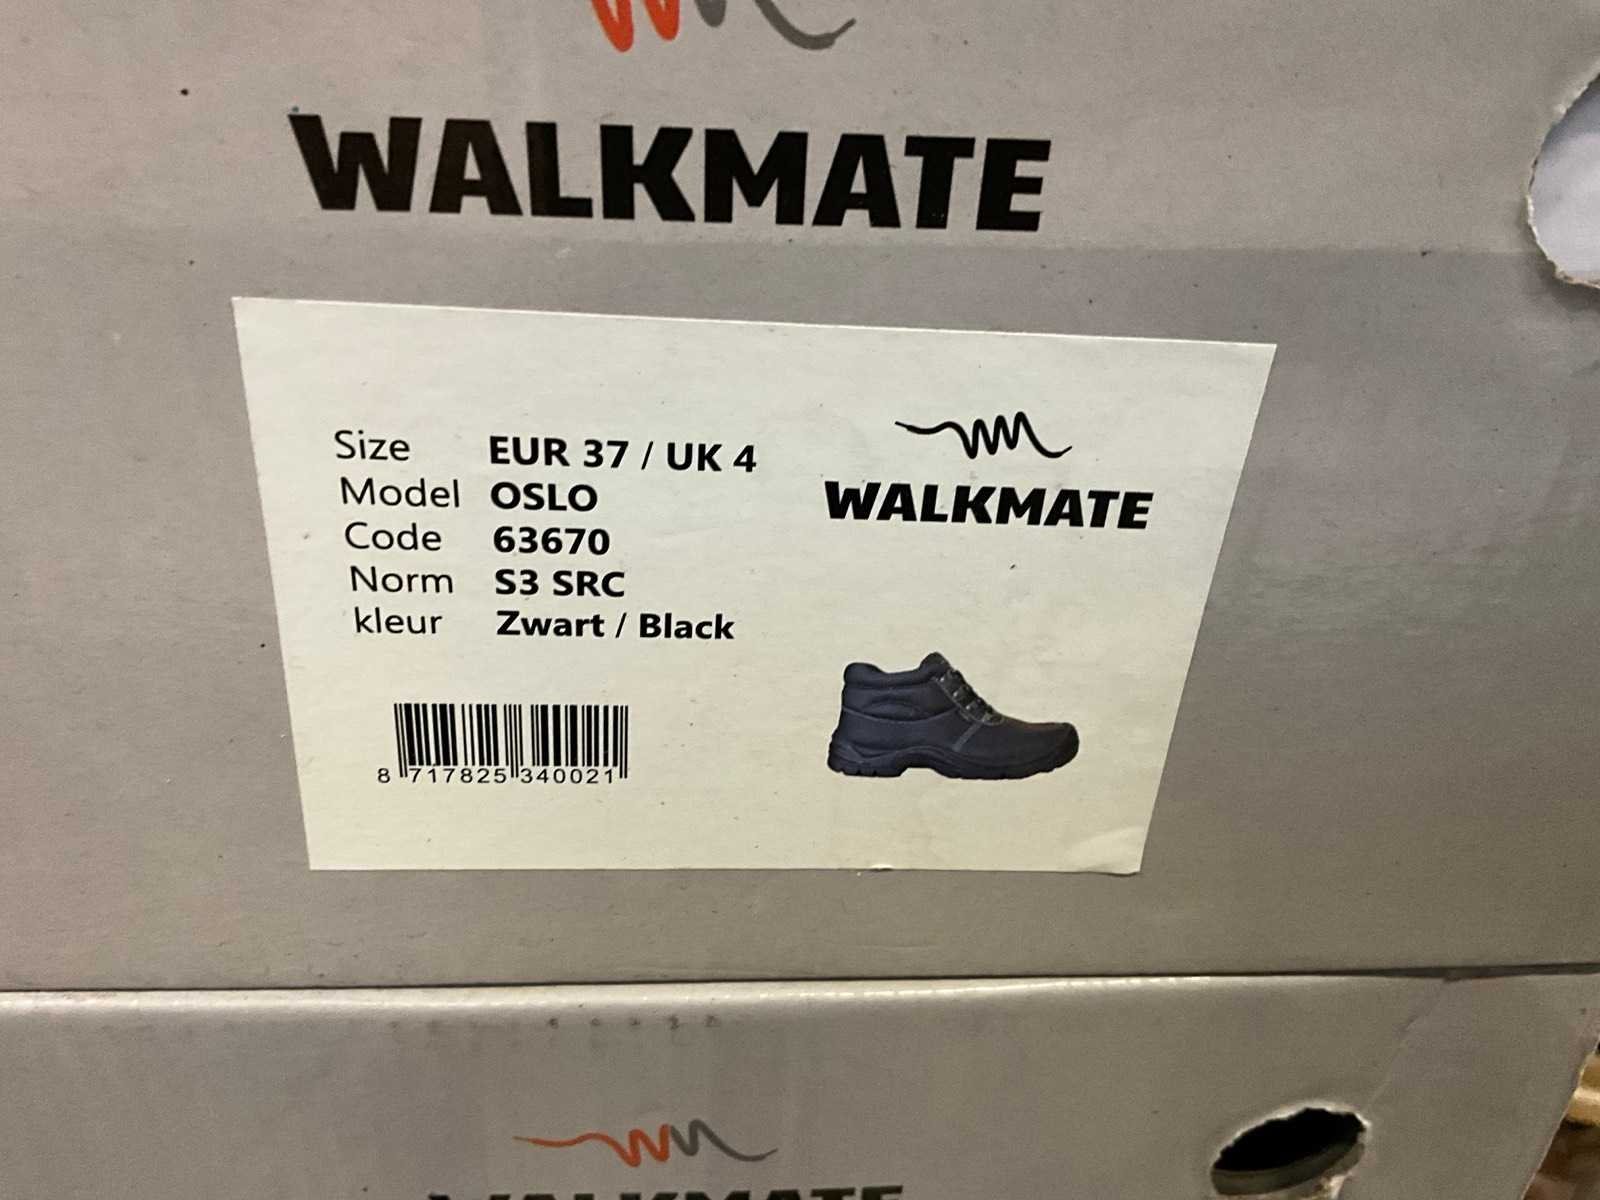 WALKMATE
Size EUR 37 / UK 4
Model OSLO
Code 63670
Norm S3 SRC
kleur Zwart / Black
WALKMATE
8 717825 340021
WALKMATE